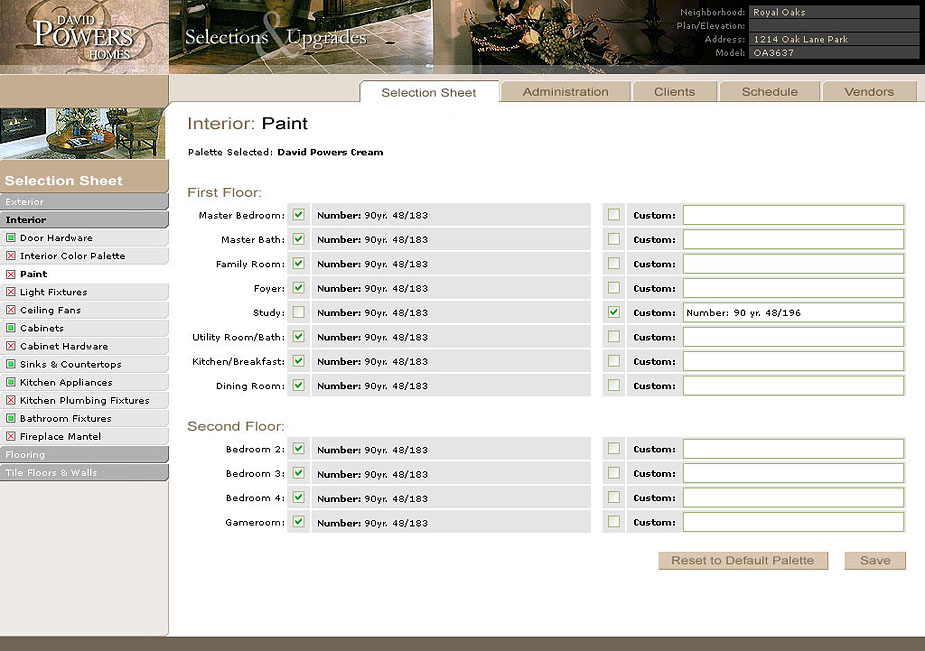 DAVID
POWERS
HOMES
Selections & Upgrades
Neighborhood: Royal Oaks
Plan/Elevation:
Address: 1214 Oak Lane Park
Model: OA3637
Selection Sheet
Administration
Clients
Schedule
Vendors
Selection Sheet
Exterior
Interior
Door Hardware
Interior Color Palette
Paint
Light Fixtures
Ceiling Fans
Cabinets
Cabinet Hardware
Sinks & Countertops
Kitchen Appliances
Kitchen Plumbing Fixtures
Bathroom Fixtures
Fireplace Mantel
Flooring
Tile Floors & Walls
Interior: Paint
Palette Selected: David Powers Cream
First Floor:
Master Bedroom: Number: 90yr. 48/183 Custom:
Master Bath: Number: 90yr. 48/183 Custom:
Family Room: Number: 90yr. 48/183 Custom:
Foyer: Number: 90yr. 48/183 Custom:
Study: Number: 90yr. 48/183 Custom: Number: 90 yr. 48/196
Utility Room/Bath: Number: 90yr. 48/183 Custom:
Kitchen/Breakfast: Number: 90yr. 48/183 Custom:
Dining Room: Number: 90yr. 48/183 Custom:
Second Floor:
Bedroom 2: Number: 90yr. 48/183 Custom:
Bedroom 3: Number: 90yr. 48/183 Custom:
Bedroom 4: Number: 90yr. 48/183 Custom:
Gameroom: Number: 90yr. 48/183 Custom:
Reset to Default Palette
Save